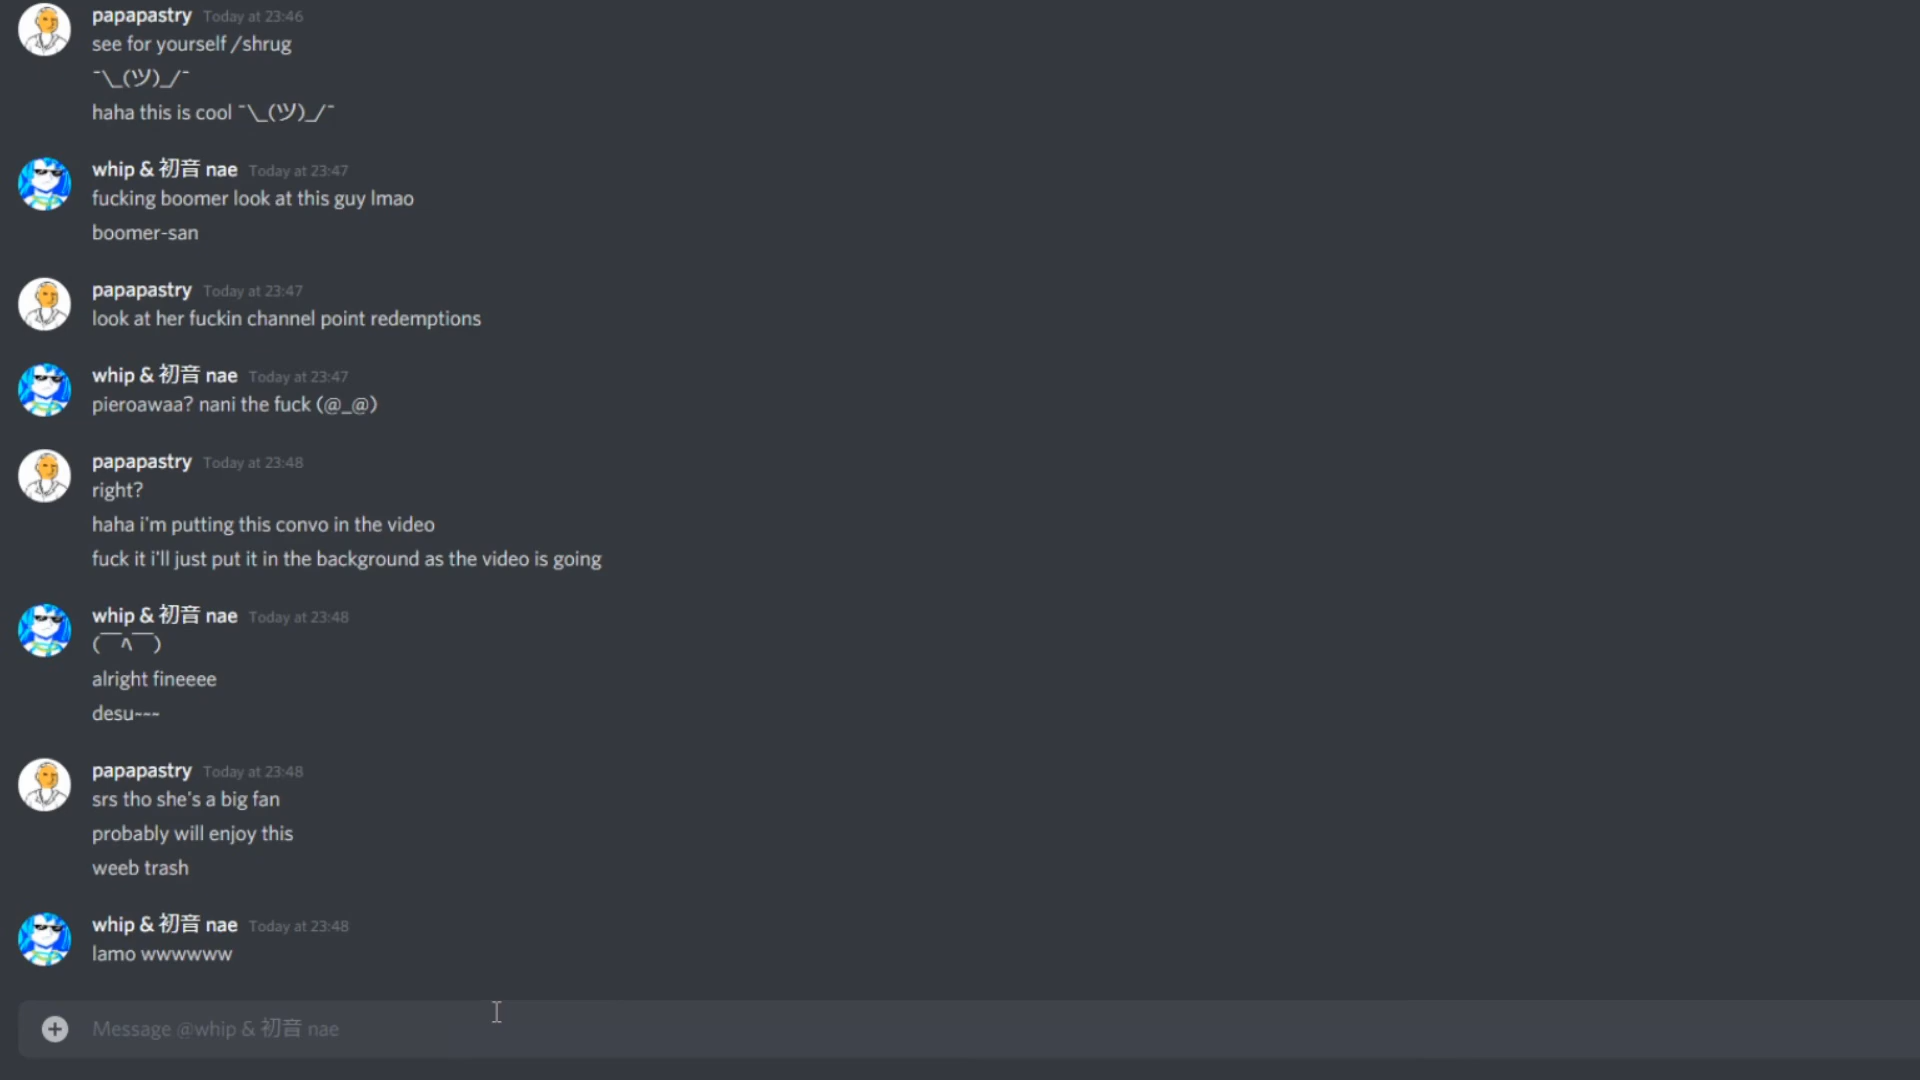 papapastry Today at 23:46
see for yourself /shrug
¯\_(ツ)_/¯
haha this is cool ¯\_(ツ)_/¯
whip & 初音 nae Today at 23:47
fucking boomer look at this guy lmao
boomer-san
papapastry Today at 23:47
look at her fuckin channel point redemptions
whip & 初音 nae Today at 23:47
pieroawaa? nani the fuck (@_@)
papapastry Today at 23:48
right?
haha i'm putting this convo in the video
fuck it i'll just put it in the background as the video is going
whip & 初音 nae Today at 23:48
(￣^￣)
alright fineeee
desu~~~
papapastry Today at 23:48
srs tho she's a big fan
probably will enjoy this
weeb trash
whip & 初音 nae Today at 23:48
lamo wwwwww
Message @whip & 初音 nae